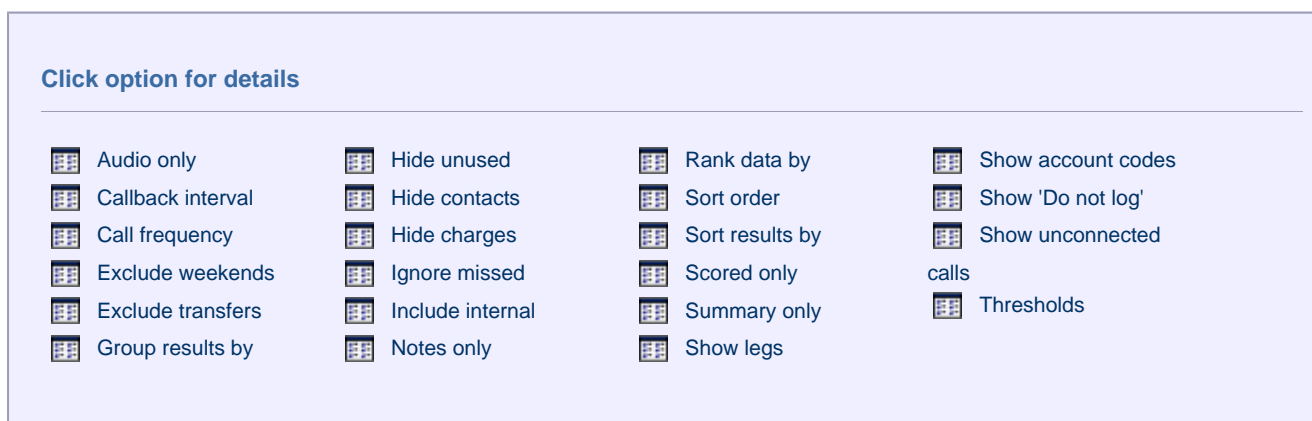 Click option for details
Audio only
Callback interval
Call frequency
Exclude weekends
Exclude transfers
Group results by
Hide unused
Hide contacts
Hide charges
Ignore missed
Include internal
Notes only
Rank data by
Sort order
Sort results by
Scored only
Summary only
Show legs
Show account codes
Show 'Do not log'
Show unconnected
calls
Thresholds